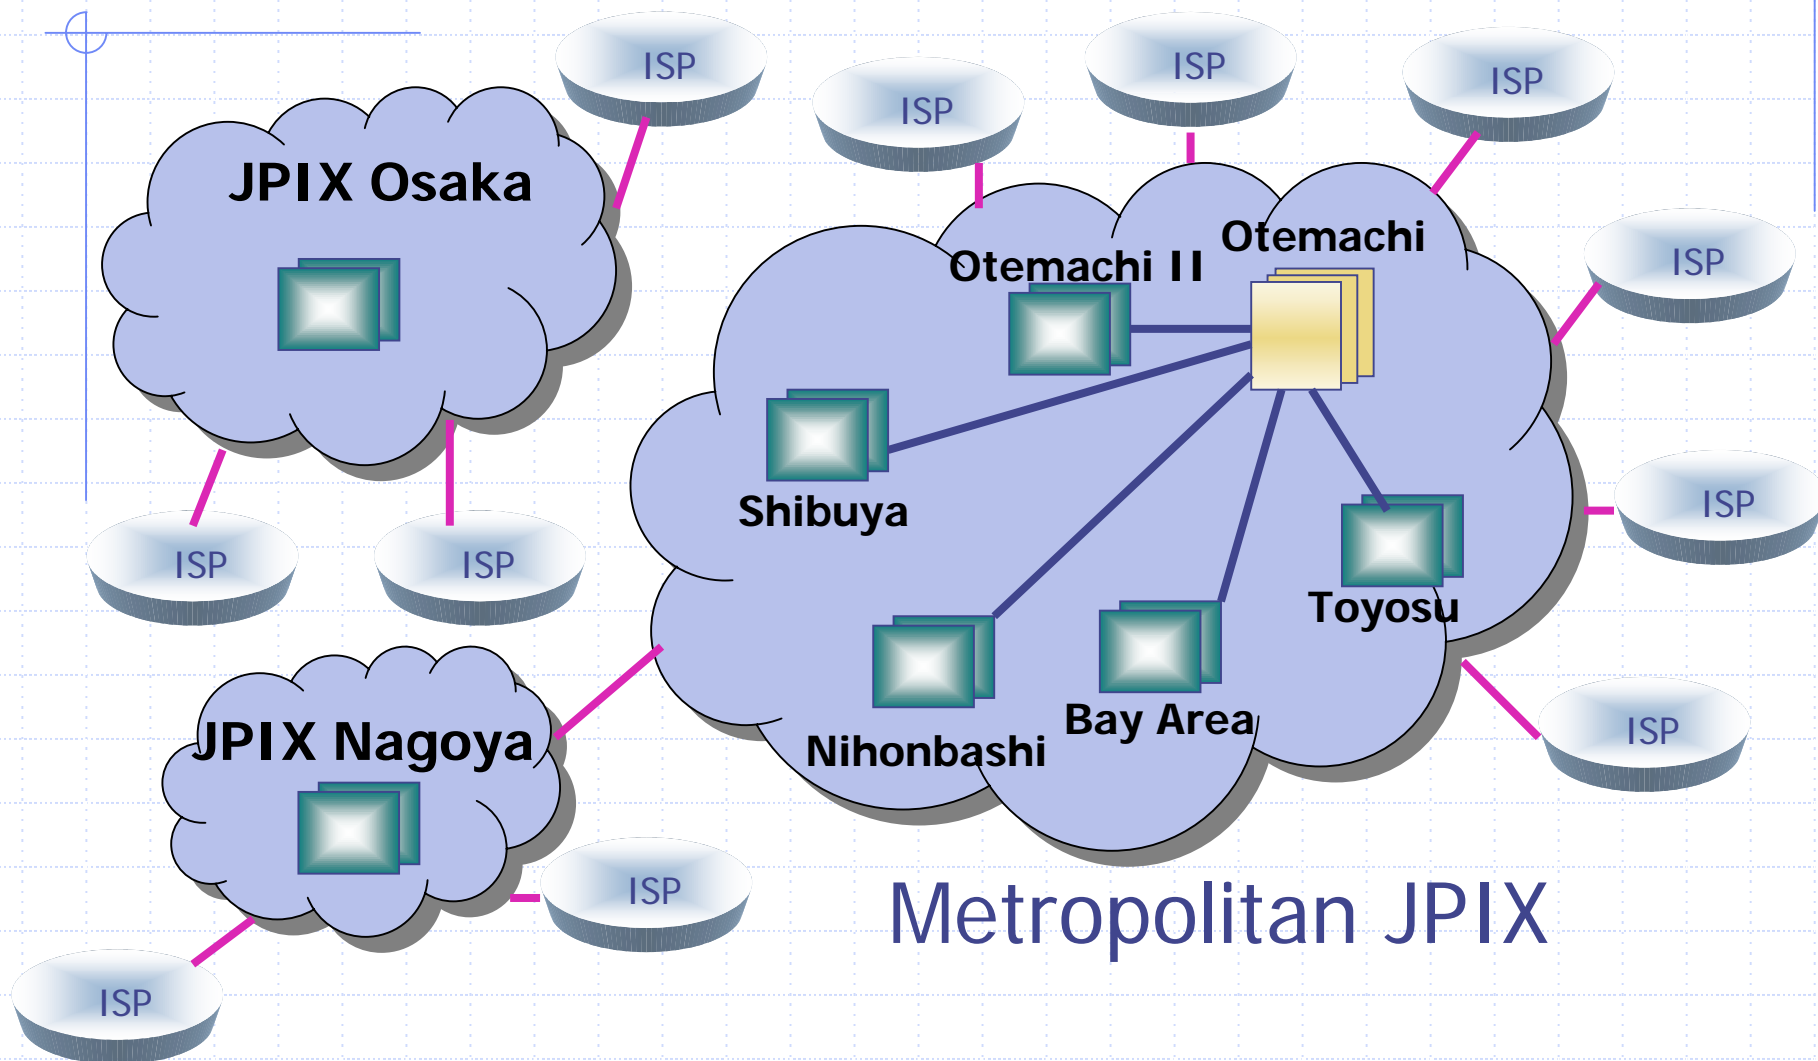 ISP
ISP
ISP
ISP
JPIX Osaka
Otemachi
Otemachi II
ISP
Shibuya
ISP
ISP
ISP
Toyosu
Bay Area
Nihonbashi
ISP
JPIX Nagoya
ISP
Metropolitan JPIX
ISP